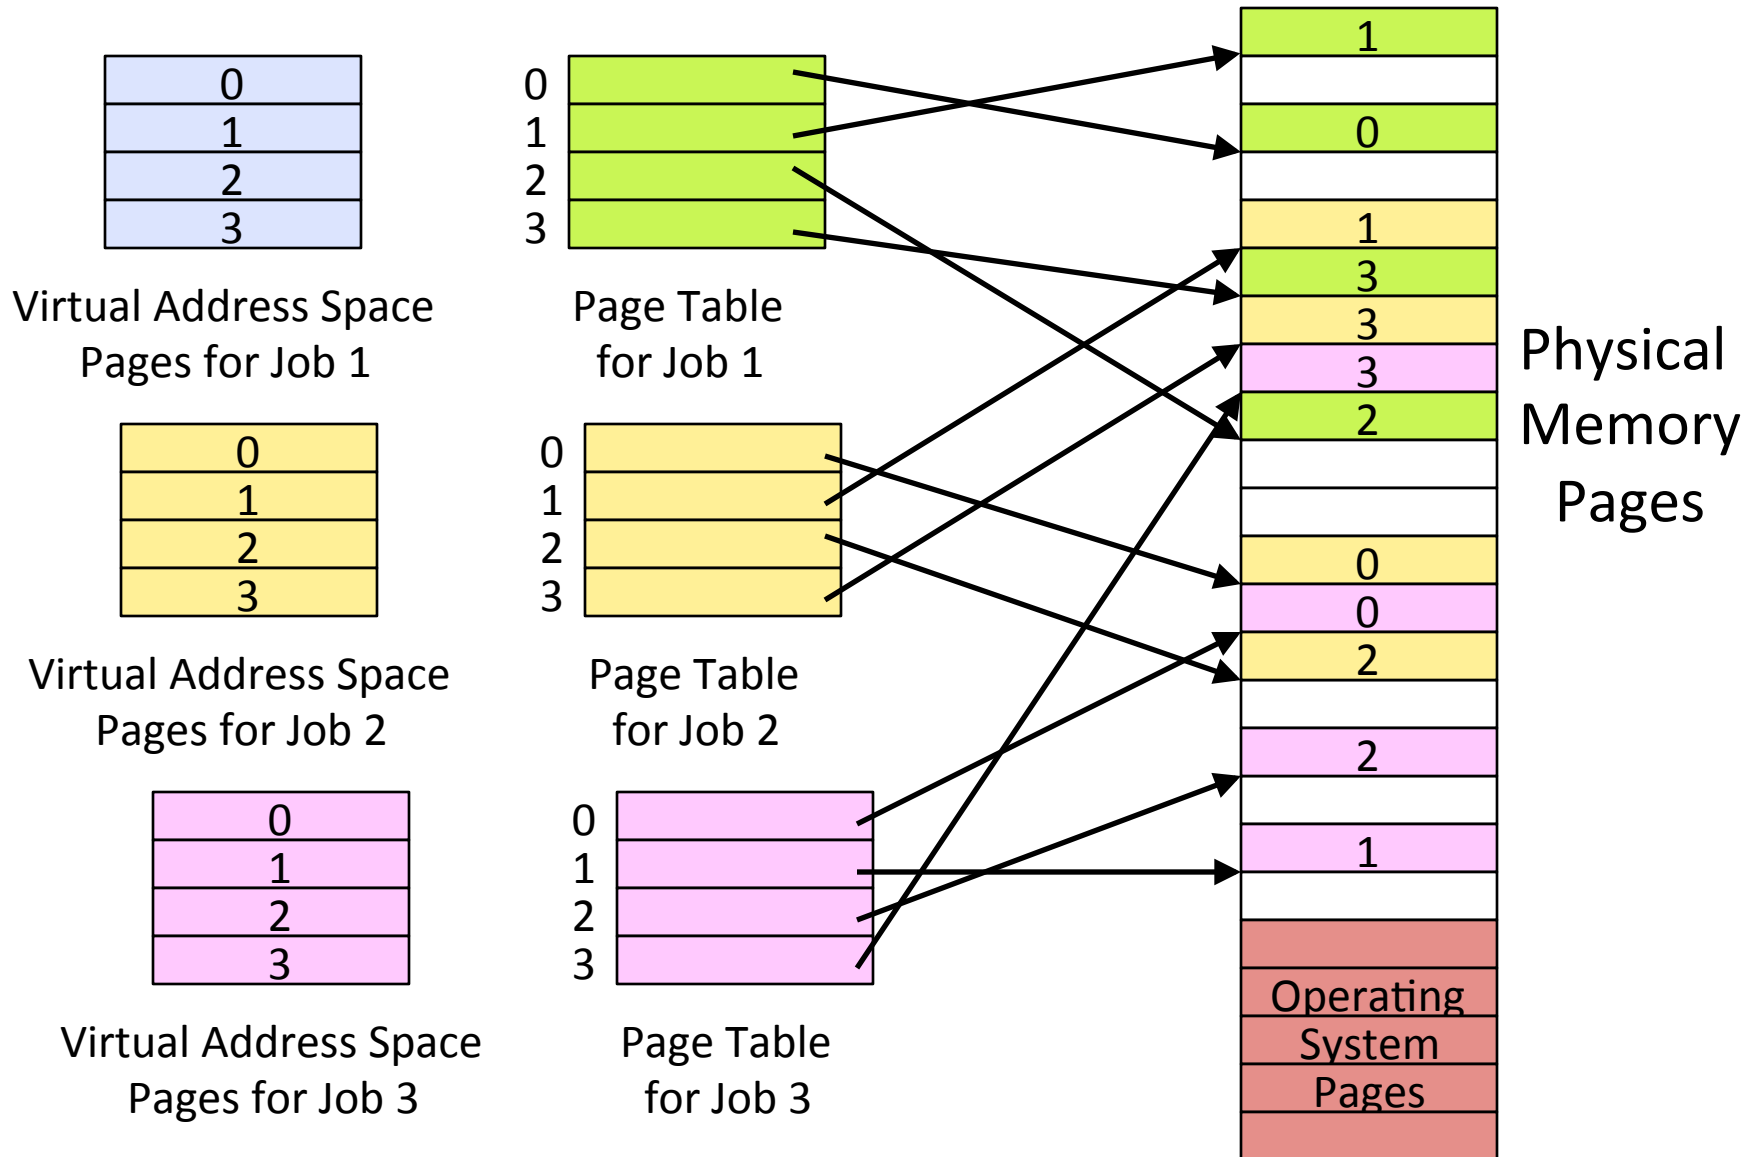 0
1
2
3
Virtual Address Space
Pages for Job 1
0
1
2
3
Page Table
for Job 1
0
1
2
3
Virtual Address Space
Pages for Job 2
0
1
2
3
Page Table
for Job 2
0
1
2
3
Virtual Address Space
Pages for Job 3
0
1
2
3
Page Table
for Job 3
1
0
1
3
3
3
2
0
0
2
2
1
Operating
System
Pages
Physical
Memory
Pages